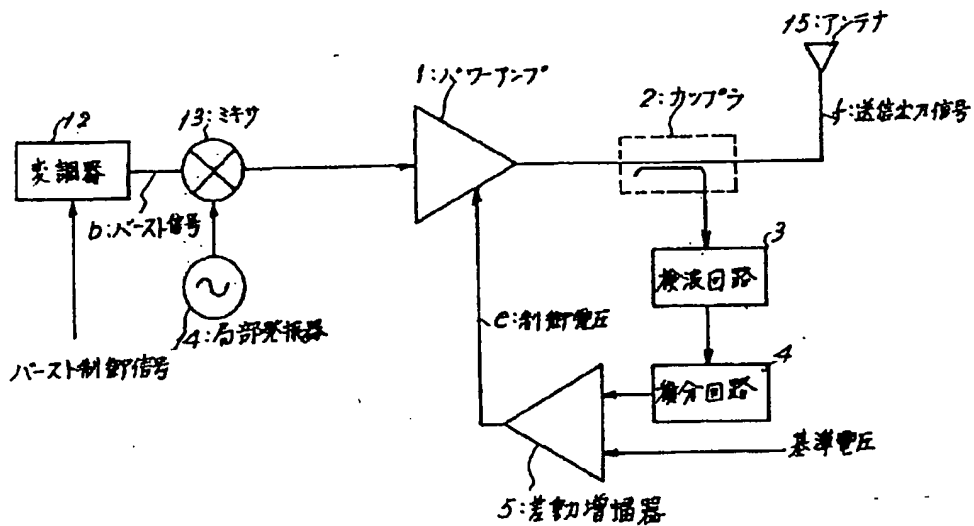 15:アンテナ
1:パワーアンプ
12
13:ミキサ
2:カップラ
f:送信出力信号
変調器
b:バースト信号
3
検波回路
e:制御電圧
14:局部発振器
バースト制御信号
4
積分回路
基準電圧
5:差動増幅器